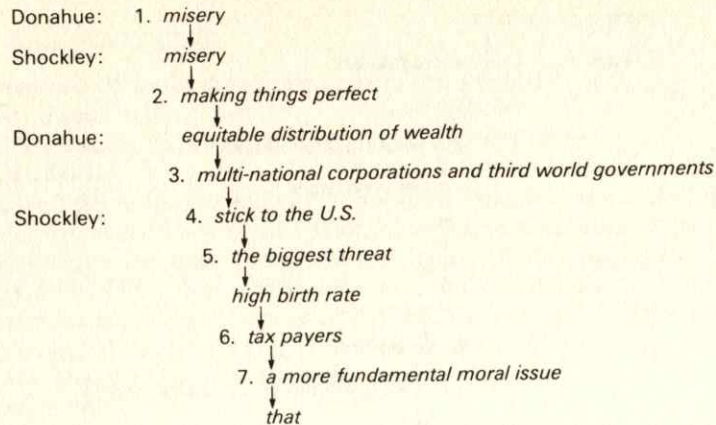 Donahue: 1. misery
Shockley: misery
2. making things perfect
Donahue: equitable distribution of wealth
3. multi-national corporations and third world governments
Shockley: 4. stick to the U.S.
5. the biggest threat
high birth rate
6. tax payers
7. a more fundamental moral issue
that